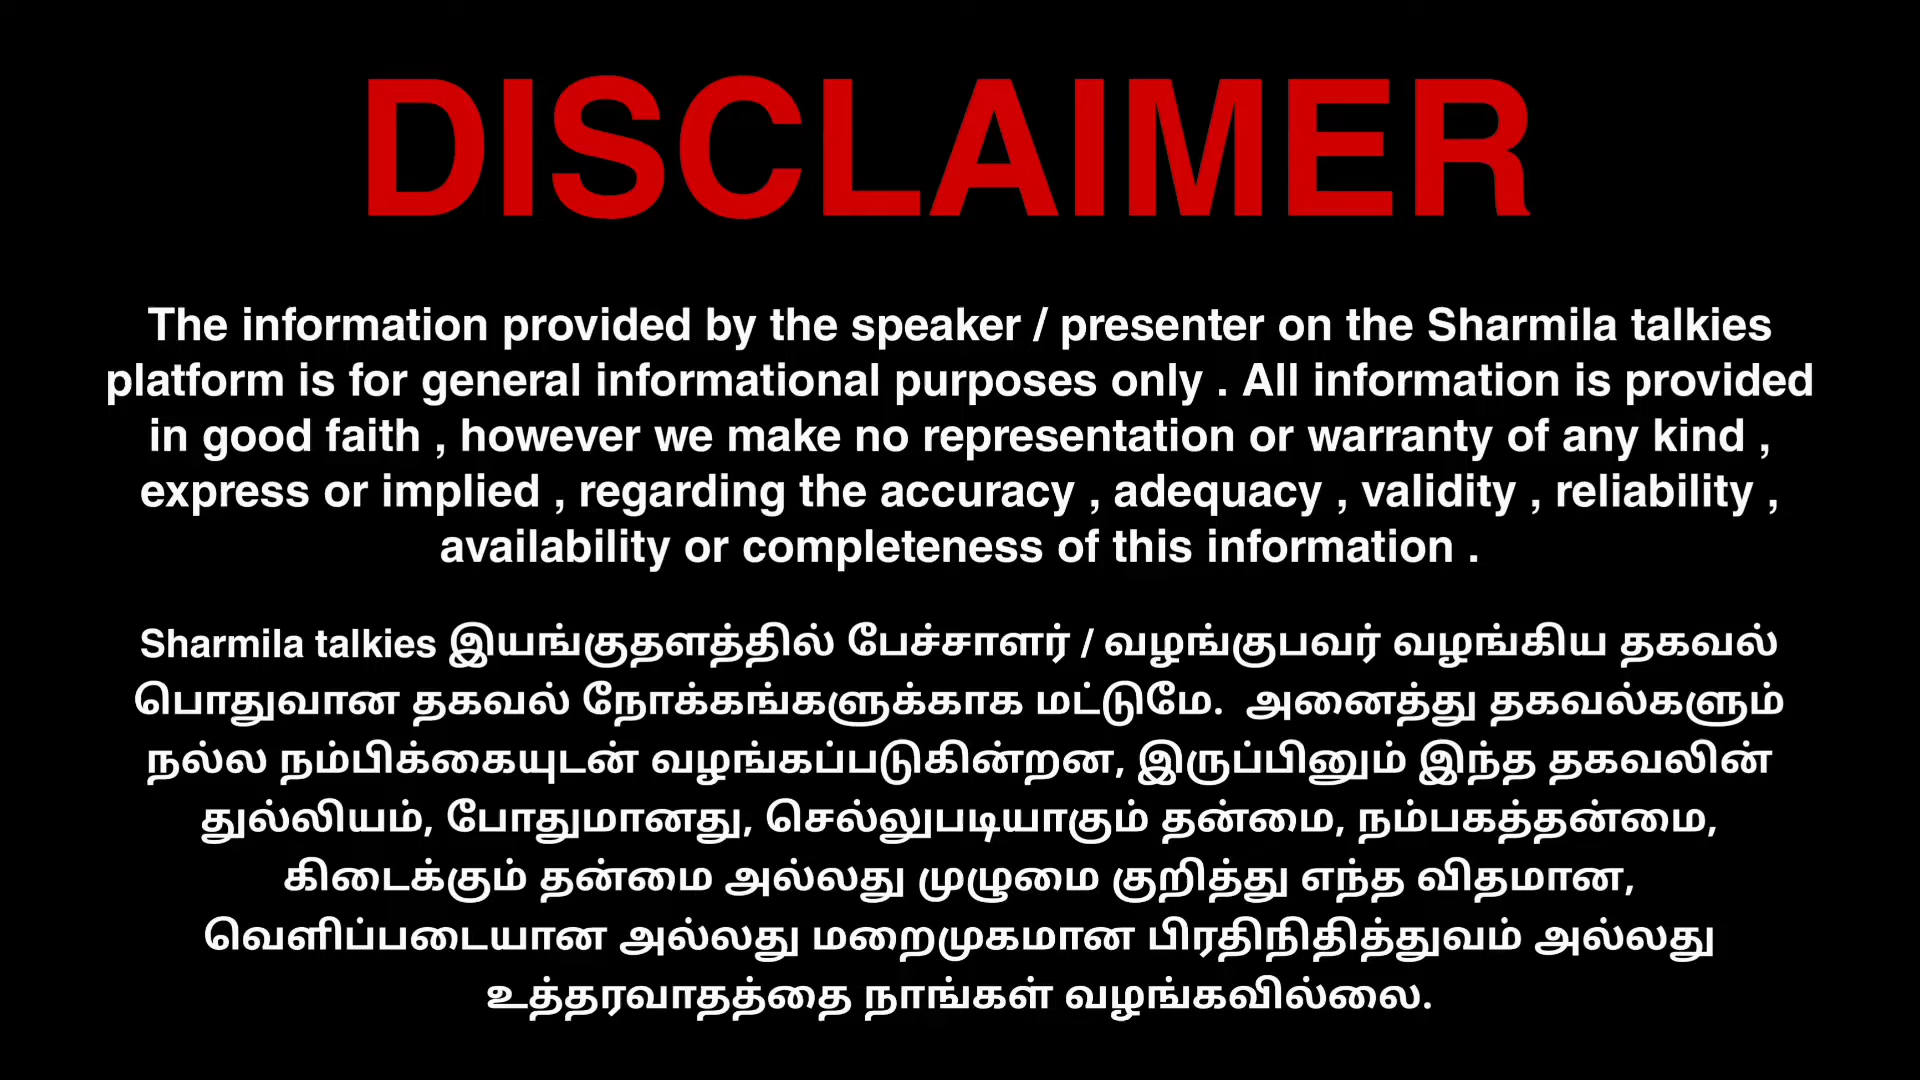 DISCLAIMER
The information provided by the speaker / presenter on the Sharmila talkies
platform is for general informational purposes only . All information is provided
in good faith , however we make no representation or warranty of any kind ,
express or implied , regarding the accuracy , adequacy , validity , reliability ,
availability or completeness of this information .
Sharmila talkies இயங்குதளத்தில் பேச்சாளர் / வழங்குபவர் வழங்கிய தகவல்
பொதுவான தகவல் நோக்கங்களுக்காக மட்டுமே.  அனைத்து தகவல்களும்
நல்ல நம்பிக்கையுடன் வழங்கப்படுகின்றன, இருப்பினும் இந்த தகவலின்
துல்லியம், போதுமானது, செல்லுபடியாகும் தன்மை, நம்பகத்தன்மை,
கிடைக்கும் தன்மை அல்லது முழுமை குறித்து எந்த விதமான,
வெளிப்படையான அல்லது மறைமுகமான பிரதிநிதித்துவம் அல்லது
உத்தரவாதத்தை நாங்கள் வழங்கவில்லை.